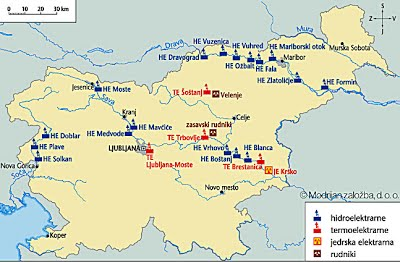 0 10 20 30 km
Mura
S
Z V
J
Drava
HE Vuzenica
HE Vuhred
HE Mariborski otok
HE Dravograd
HE Ožbalt
HE Fala
Maribor
Murska Sobota
HE Zlatoličje
HE Formin
Jesenice
HE Moste
TE Šoštanj
Velenje
Kranj
HE Mavčiče
HE Medvode
Celje
zasavski rudniki
TE Trbovlje
HE Doblar
HE Plave
HE Solkan
Nova Gorica
LJUBLJANA
TE
Ljubljana-Moste
HE Vrhovo
HE Boštanj
HE Blanca
TE Brestanica
JE Krško
Novo mesto
Koper
© Modrijan založba, d. o. o.
hidroelektrarne
termoelektrarne
jedrska elektrarna
rudniki